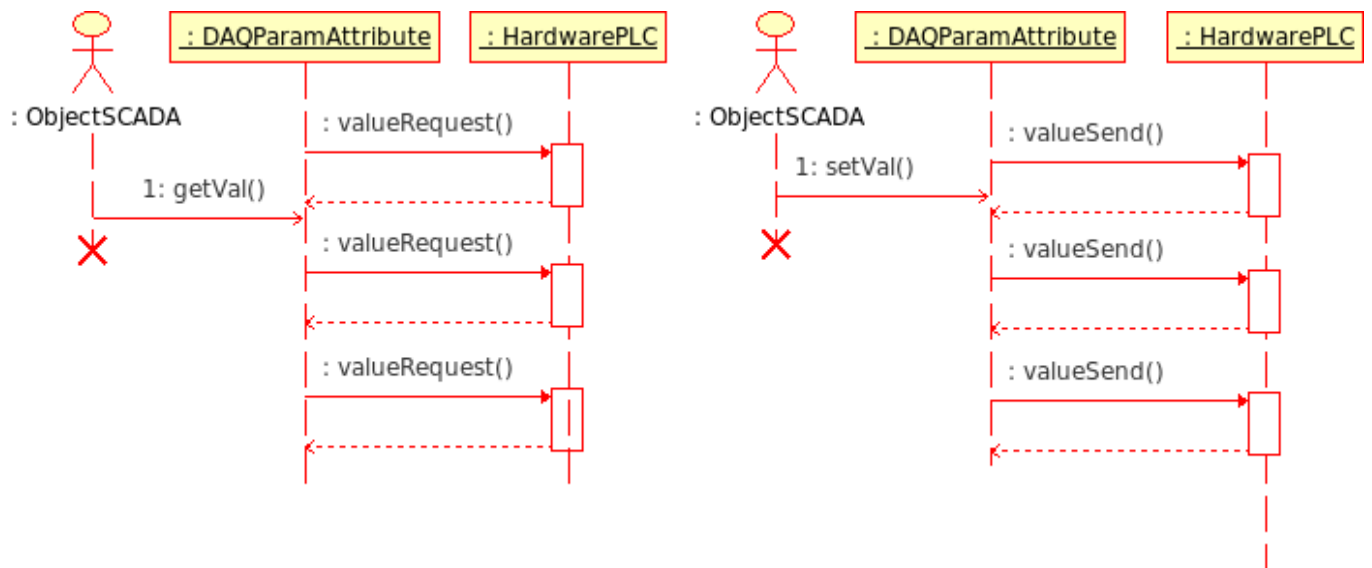 : DAQParamAttribute
: HardwarePLC
: ObjectSCADA
: valueRequest()
1: getVal()
: valueRequest()
: valueRequest()
: DAQParamAttribute
: HardwarePLC
: ObjectSCADA
: valueSend()
1: setVal()
: valueSend()
: valueSend()